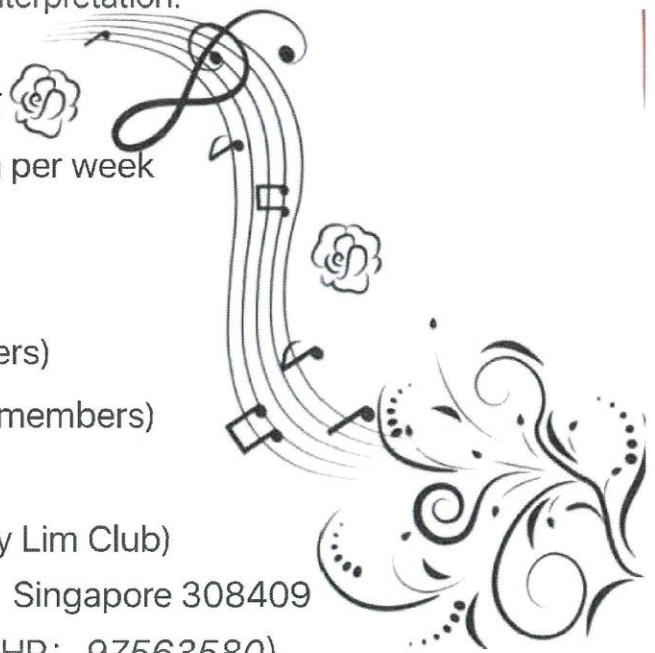 nterpretation.
per week
ers)
members)
y Lim Club)
Singapore 308409
HP: 97563580)